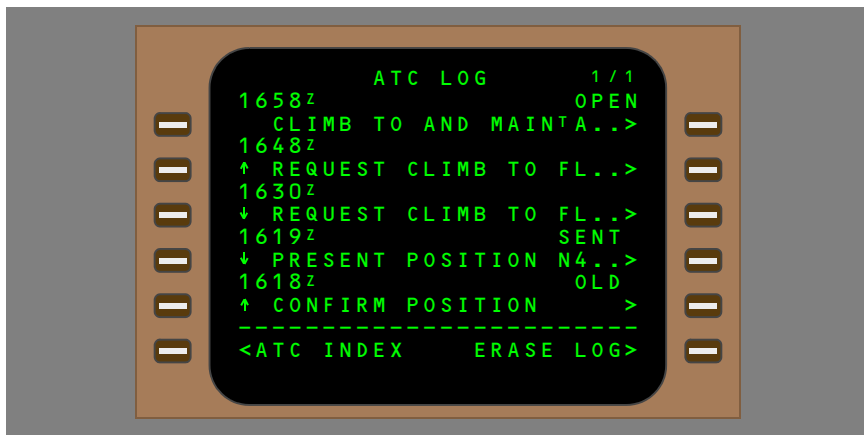 ATC LOG 1/1
1658Z OPEN
CLIMB TO AND MAINTA..>
1648Z
↑ REQUEST CLIMB TO FL..>
1630Z
↓ REQUEST CLIMB TO FL..>
1619Z SENT
↓ PRESENT POSITION N4..>
1618Z OLD
↑ CONFIRM POSITION >
------------------------
<ATC INDEX ERASE LOG>